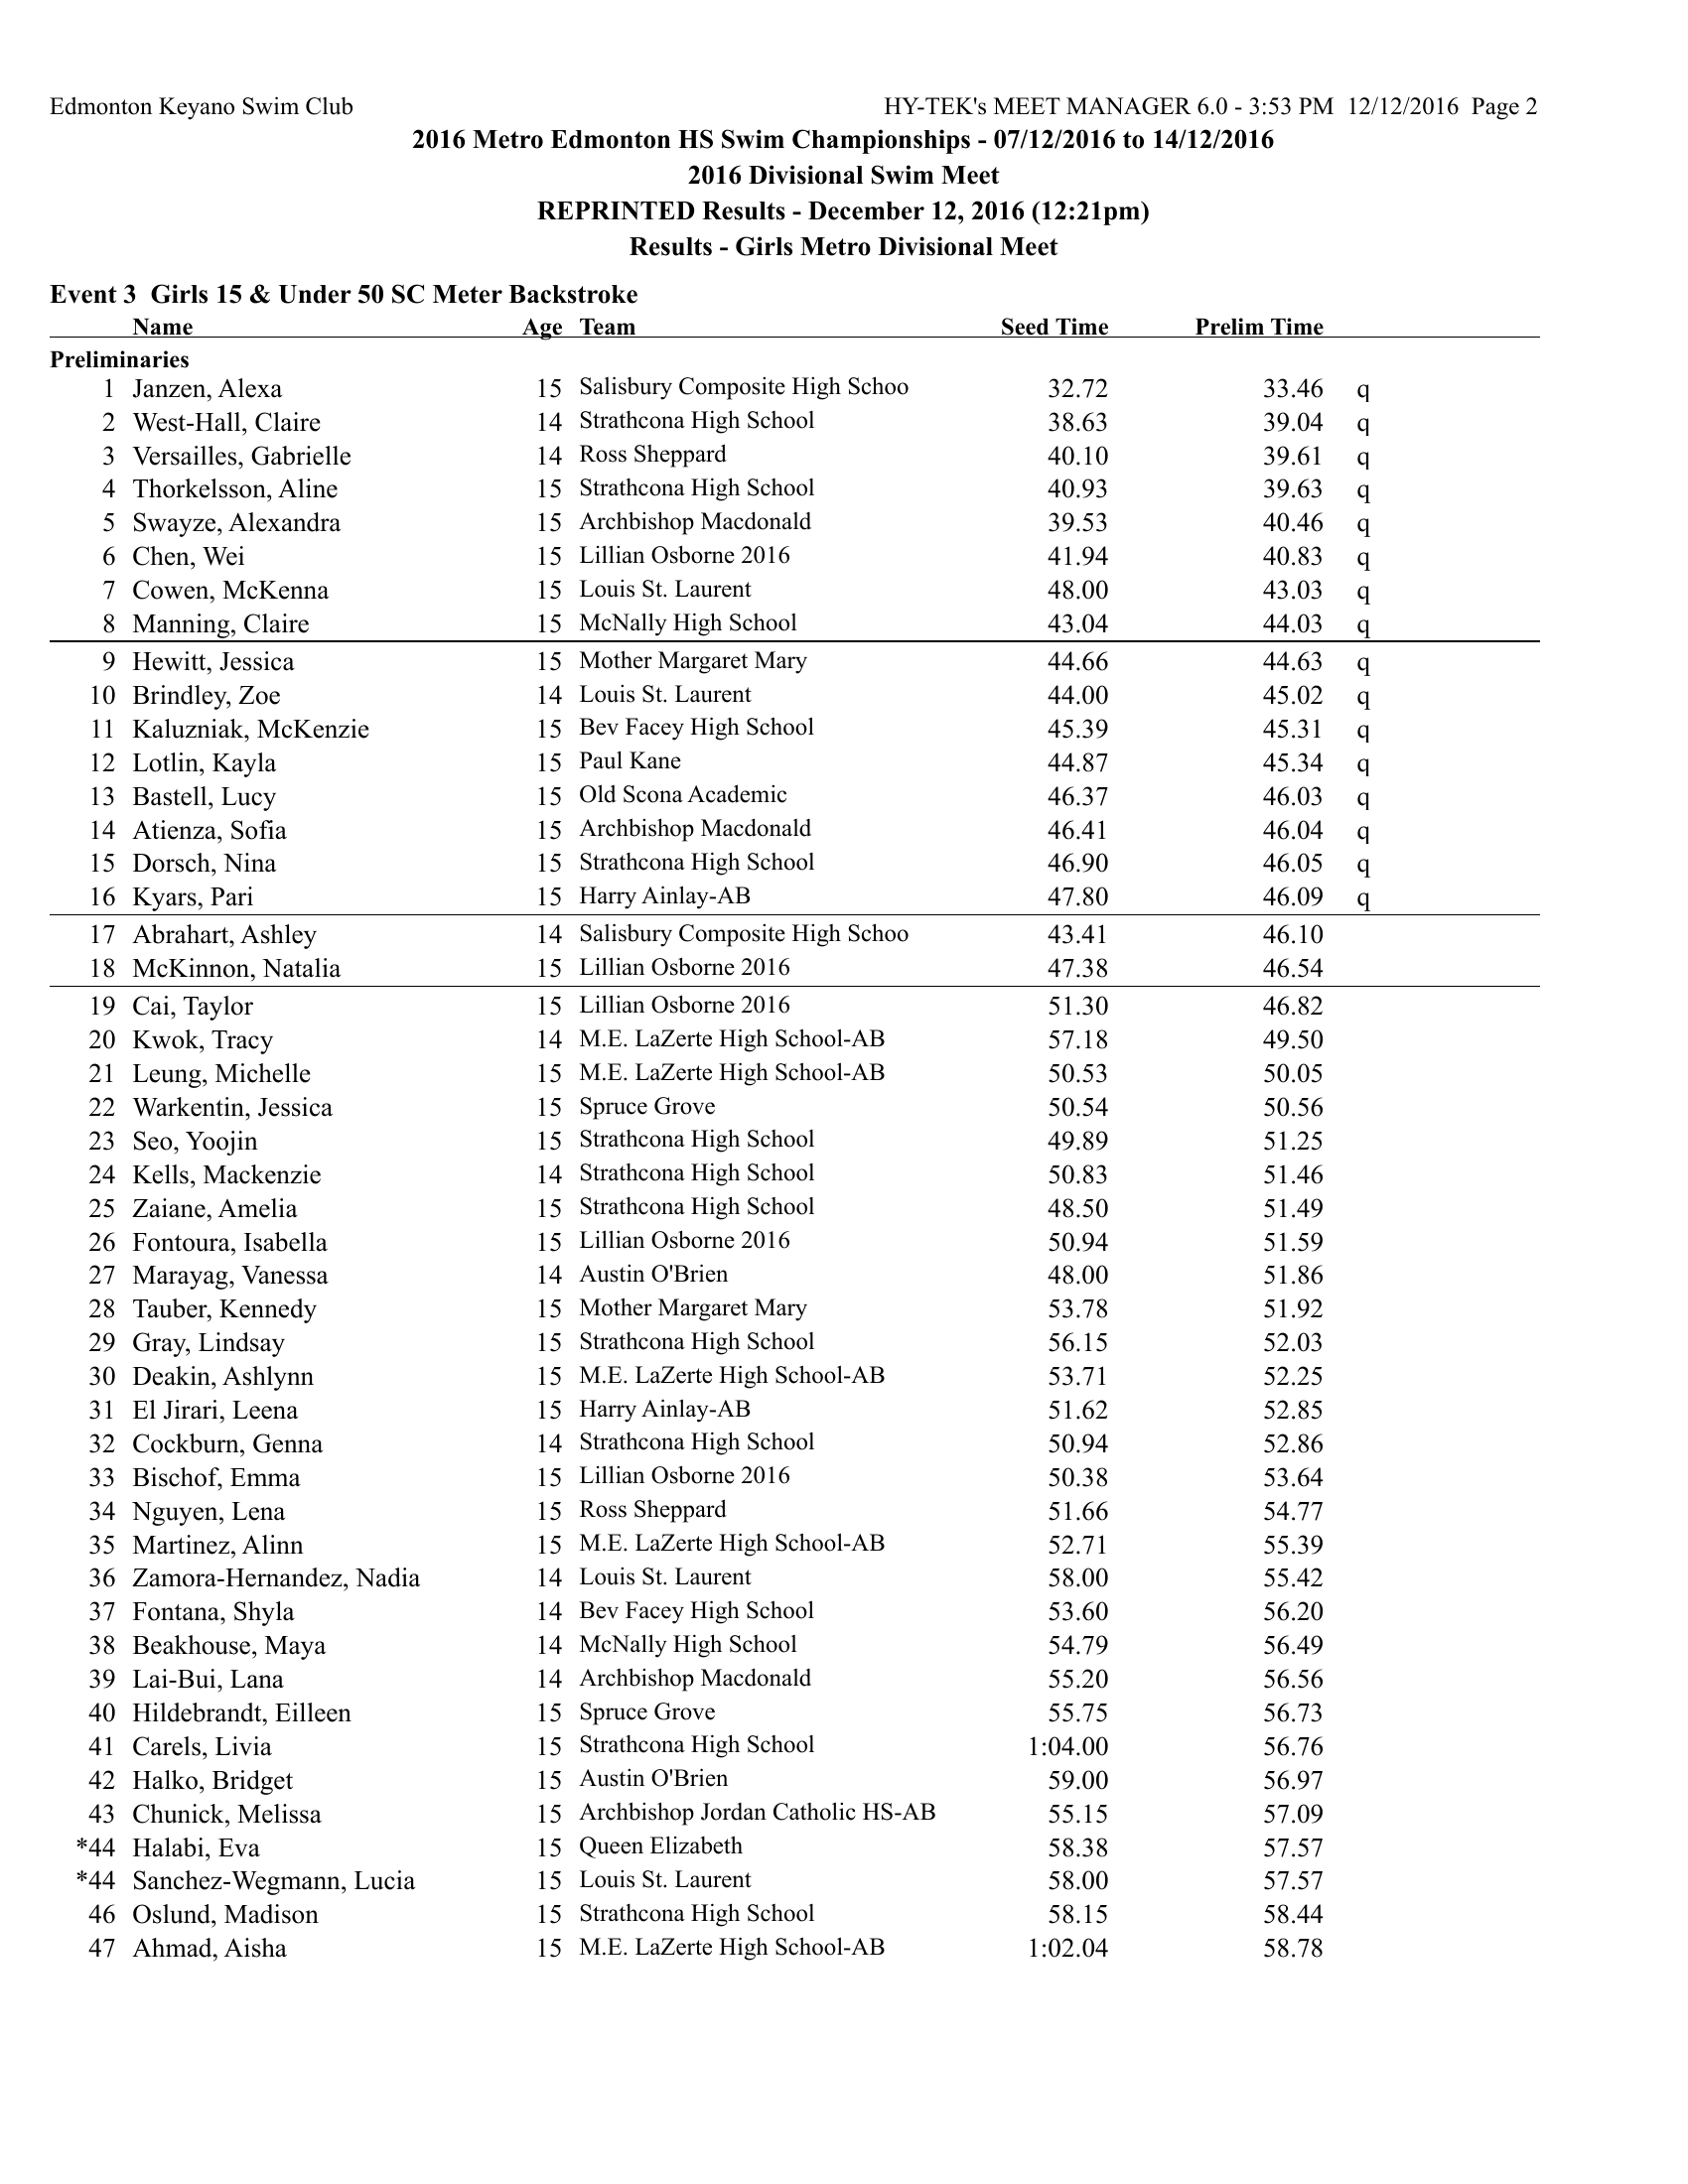 Edmonton Keyano Swim Club HY-TEK's MEET MANAGER 6.0 - 3:53 PM 12/12/2016 Page 2
2016 Metro Edmonton HS Swim Championships - 07/12/2016 to 14/12/2016
2016 Divisional Swim Meet
REPRINTED Results - December 12, 2016 (12:21pm)
Results - Girls Metro Divisional Meet
Event 3 Girls 15 & Under 50 SC Meter Backstroke
Name Age Team Seed Time Prelim Time
Preliminaries
1 Janzen, Alexa 15 Salisbury Composite High Schoo 32.72 33.46 q
2 West-Hall, Claire 14 Strathcona High School 38.63 39.04 q
3 Versailles, Gabrielle 14 Ross Sheppard 40.10 39.61 q
4 Thorkelsson, Aline 15 Strathcona High School 40.93 39.63 q
5 Swayze, Alexandra 15 Archbishop Macdonald 39.53 40.46 q
6 Chen, Wei 15 Lillian Osborne 2016 41.94 40.83 q
7 Cowen, McKenna 15 Louis St. Laurent 48.00 43.03 q
8 Manning, Claire 15 McNally High School 43.04 44.03 q
9 Hewitt, Jessica 15 Mother Margaret Mary 44.66 44.63 q
10 Brindley, Zoe 14 Louis St. Laurent 44.00 45.02 q
11 Kaluzniak, McKenzie 15 Bev Facey High School 45.39 45.31 q
12 Lotlin, Kayla 15 Paul Kane 44.87 45.34 q
13 Bastell, Lucy 15 Old Scona Academic 46.37 46.03 q
14 Atienza, Sofia 15 Archbishop Macdonald 46.41 46.04 q
15 Dorsch, Nina 15 Strathcona High School 46.90 46.05 q
16 Kyars, Pari 15 Harry Ainlay-AB 47.80 46.09 q
17 Abrahart, Ashley 14 Salisbury Composite High Schoo 43.41 46.10
18 McKinnon, Natalia 15 Lillian Osborne 2016 47.38 46.54
19 Cai, Taylor 15 Lillian Osborne 2016 51.30 46.82
20 Kwok, Tracy 14 M.E. LaZerte High School-AB 57.18 49.50
21 Leung, Michelle 15 M.E. LaZerte High School-AB 50.53 50.05
22 Warkentin, Jessica 15 Spruce Grove 50.54 50.56
23 Seo, Yoojin 15 Strathcona High School 49.89 51.25
24 Kells, Mackenzie 14 Strathcona High School 50.83 51.46
25 Zaiane, Amelia 15 Strathcona High School 48.50 51.49
26 Fontoura, Isabella 15 Lillian Osborne 2016 50.94 51.59
27 Marayag, Vanessa 14 Austin O'Brien 48.00 51.86
28 Tauber, Kennedy 15 Mother Margaret Mary 53.78 51.92
29 Gray, Lindsay 15 Strathcona High School 56.15 52.03
30 Deakin, Ashlynn 15 M.E. LaZerte High School-AB 53.71 52.25
31 El Jirari, Leena 15 Harry Ainlay-AB 51.62 52.85
32 Cockburn, Genna 14 Strathcona High School 50.94 52.86
33 Bischof, Emma 15 Lillian Osborne 2016 50.38 53.64
34 Nguyen, Lena 15 Ross Sheppard 51.66 54.77
35 Martinez, Alinn 15 M.E. LaZerte High School-AB 52.71 55.39
36 Zamora-Hernandez, Nadia 14 Louis St. Laurent 58.00 55.42
37 Fontana, Shyla 14 Bev Facey High School 53.60 56.20
38 Beakhouse, Maya 14 McNally High School 54.79 56.49
39 Lai-Bui, Lana 14 Archbishop Macdonald 55.20 56.56
40 Hildebrandt, Eilleen 15 Spruce Grove 55.75 56.73
41 Carels, Livia 15 Strathcona High School 1:04.00 56.76
42 Halko, Bridget 15 Austin O'Brien 59.00 56.97
43 Chunick, Melissa 15 Archbishop Jordan Catholic HS-AB 55.15 57.09
*44 Halabi, Eva 15 Queen Elizabeth 58.38 57.57
*44 Sanchez-Wegmann, Lucia 15 Louis St. Laurent 58.00 57.57
46 Oslund, Madison 15 Strathcona High School 58.15 58.44
47 Ahmad, Aisha 15 M.E. LaZerte High School-AB 1:02.04 58.78